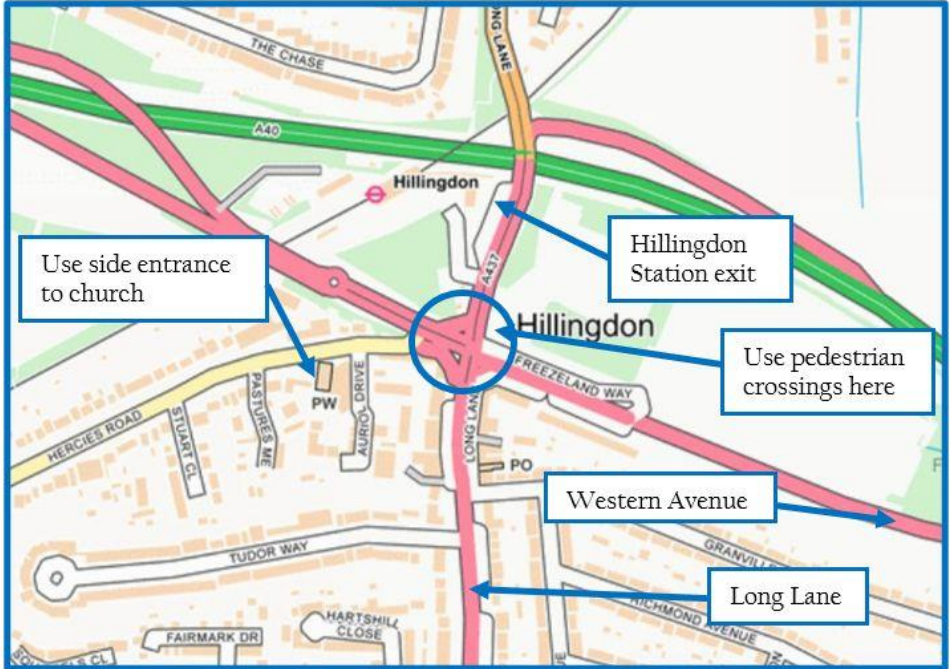 THE CHASE
LONG LANE
A40
Hillingdon
Use side entrance
to church
Hillingdon
Station exit
A437
Hillingdon
Use pedestrian
crossings here
FREEZELAND WAY
HERCIES ROAD
STUART CL
PASTURES ME
PW
AURIOL DRIVE
LONG LANE
PO
Western Avenue
TUDOR WAY
GRANVILLE
RICHMOND AVENUE
Long Lane
HARTSHILL
CLOSE
FAIRMARK DR